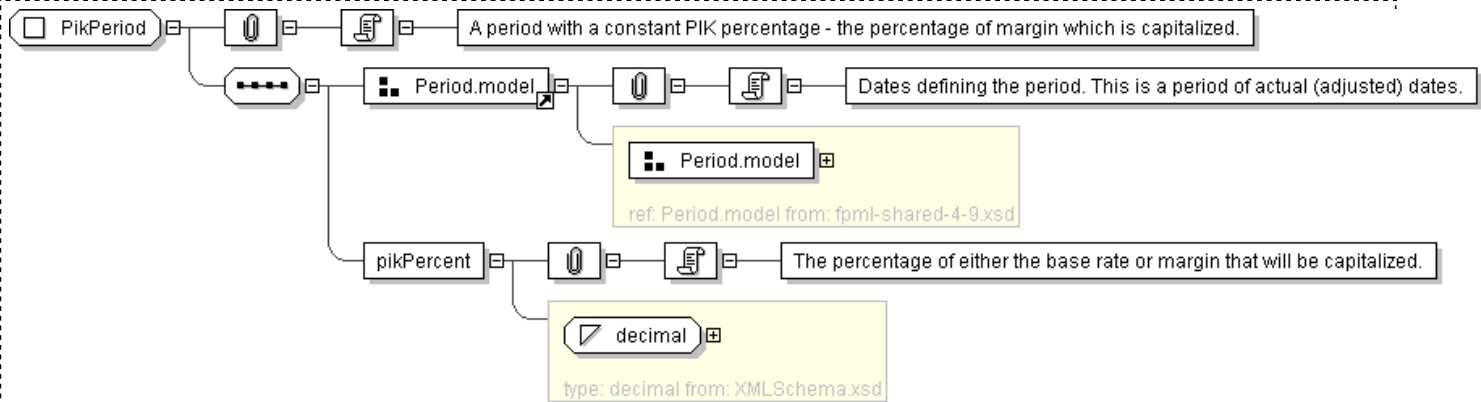 PikPeriod
A period with a constant PIK percentage - the percentage of margin which is capitalized.
Period.model
Dates defining the period. This is a period of actual (adjusted) dates.
Period.model
ref: Period.model from: fpml-shared-4-9.xsd
pikPercent
The percentage of either the base rate or margin that will be capitalized.
decimal
type: decimal from: XMLSchema.xsd